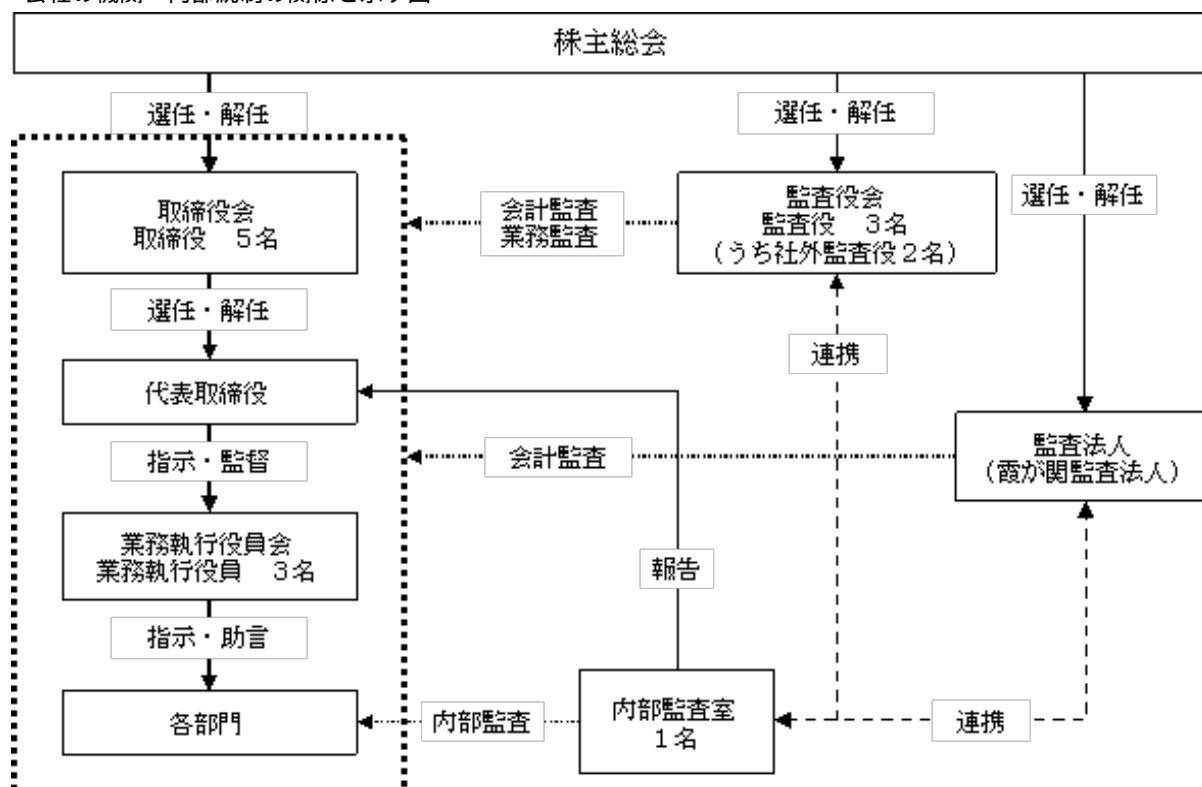 会社の機関・内部統制の関係を示す図
株主総会
選任・解任
選任・解任
選任・解任
取締役会
取締役 5名
会計監査
業務監査
監査役会
監査役 3名
(うち社外監査役2名)
選任・解任
連携
代表取締役
監査法人
(霞が関監査法人)
指示・監督
会計監査
業務執行役員会
業務執行役員 3名
報告
指示・助言
各部門
内部監査
内部監査室
1名
連携